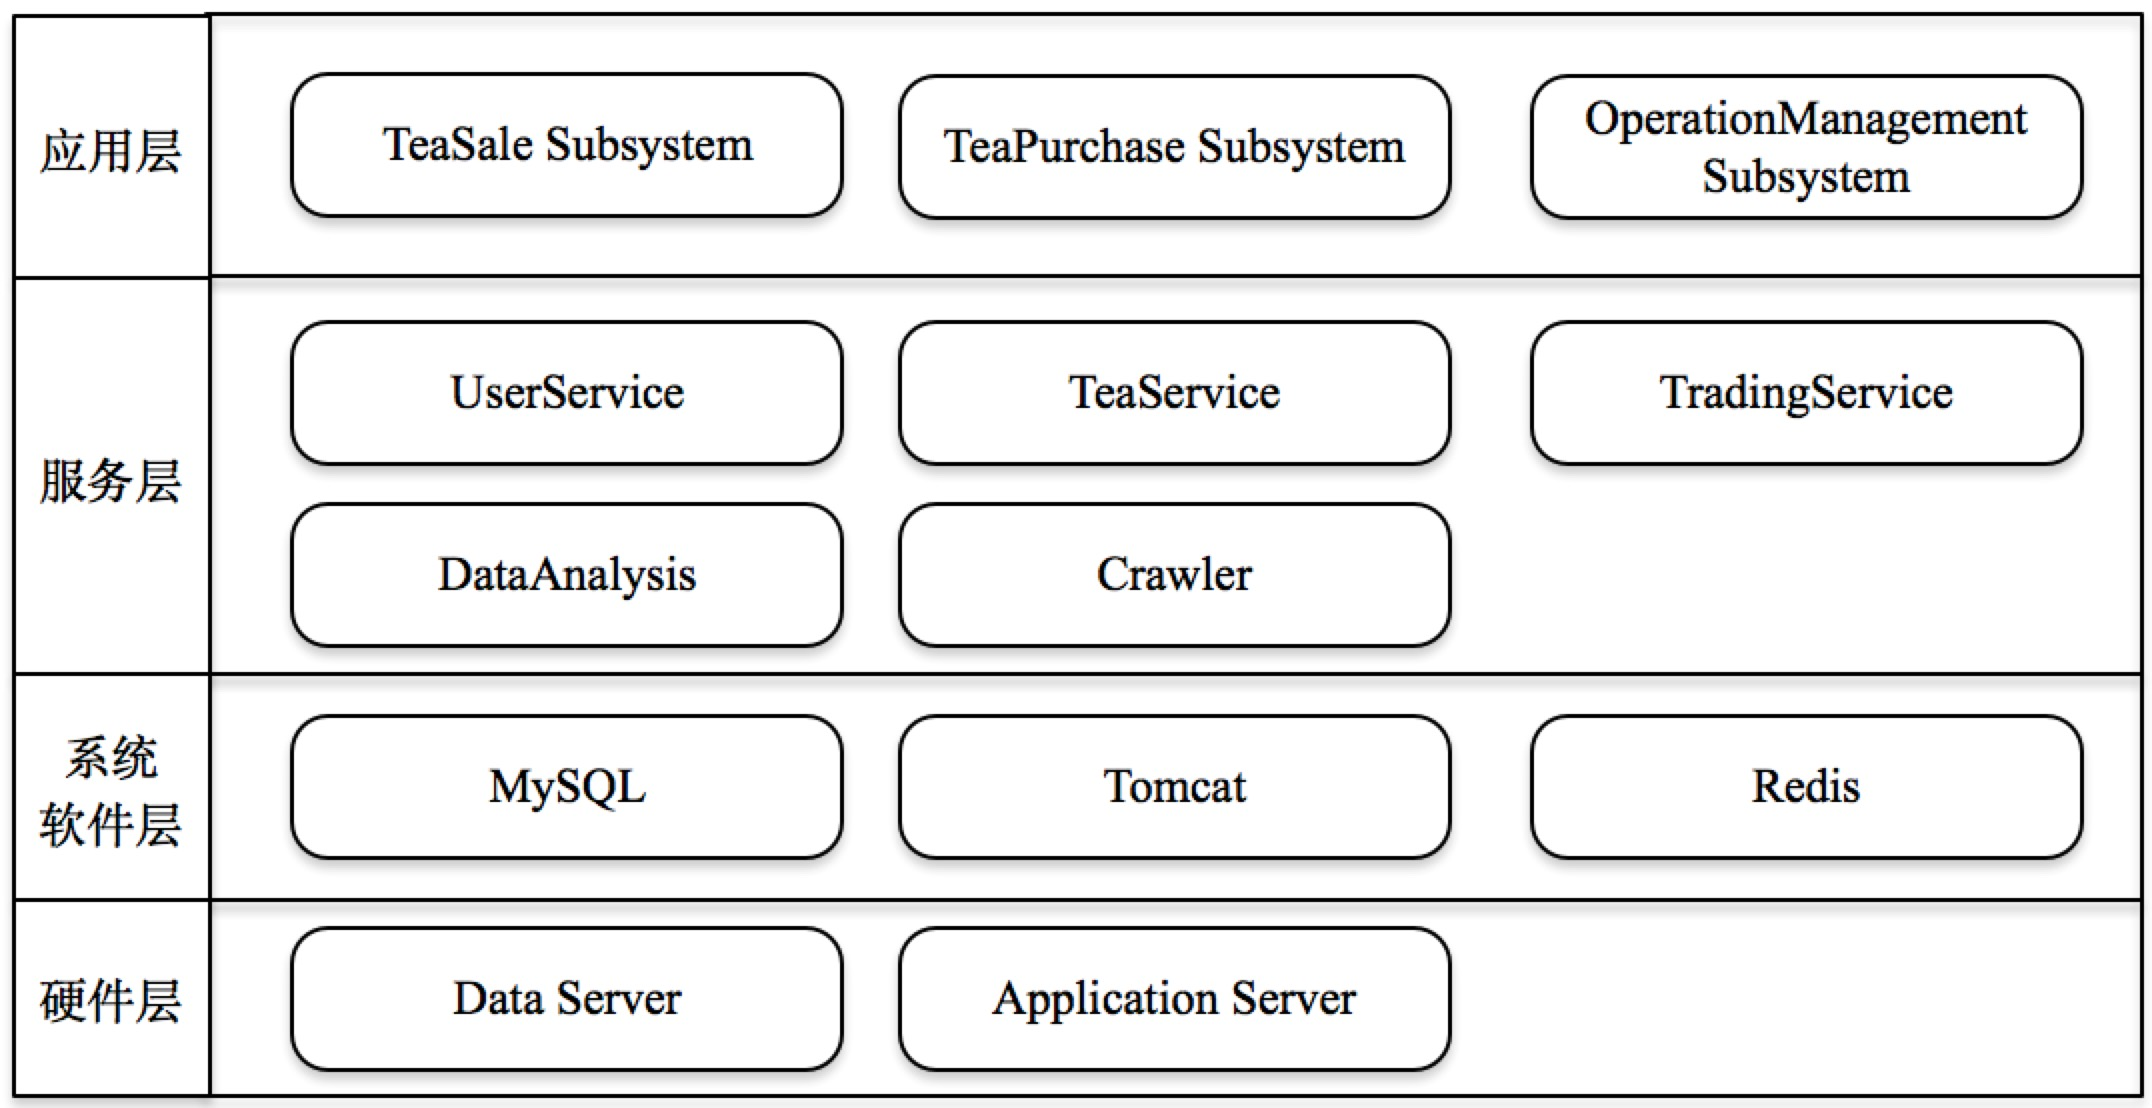 应用层
TeaSale Subsystem
TeaPurchase Subsystem
OperationManagement
Subsystem
服务层
UserService
TeaService
TradingService
DataAnalysis
Crawler
系统
软件层
MySQL
Tomcat
Redis
硬件层
Data Server
Application Server